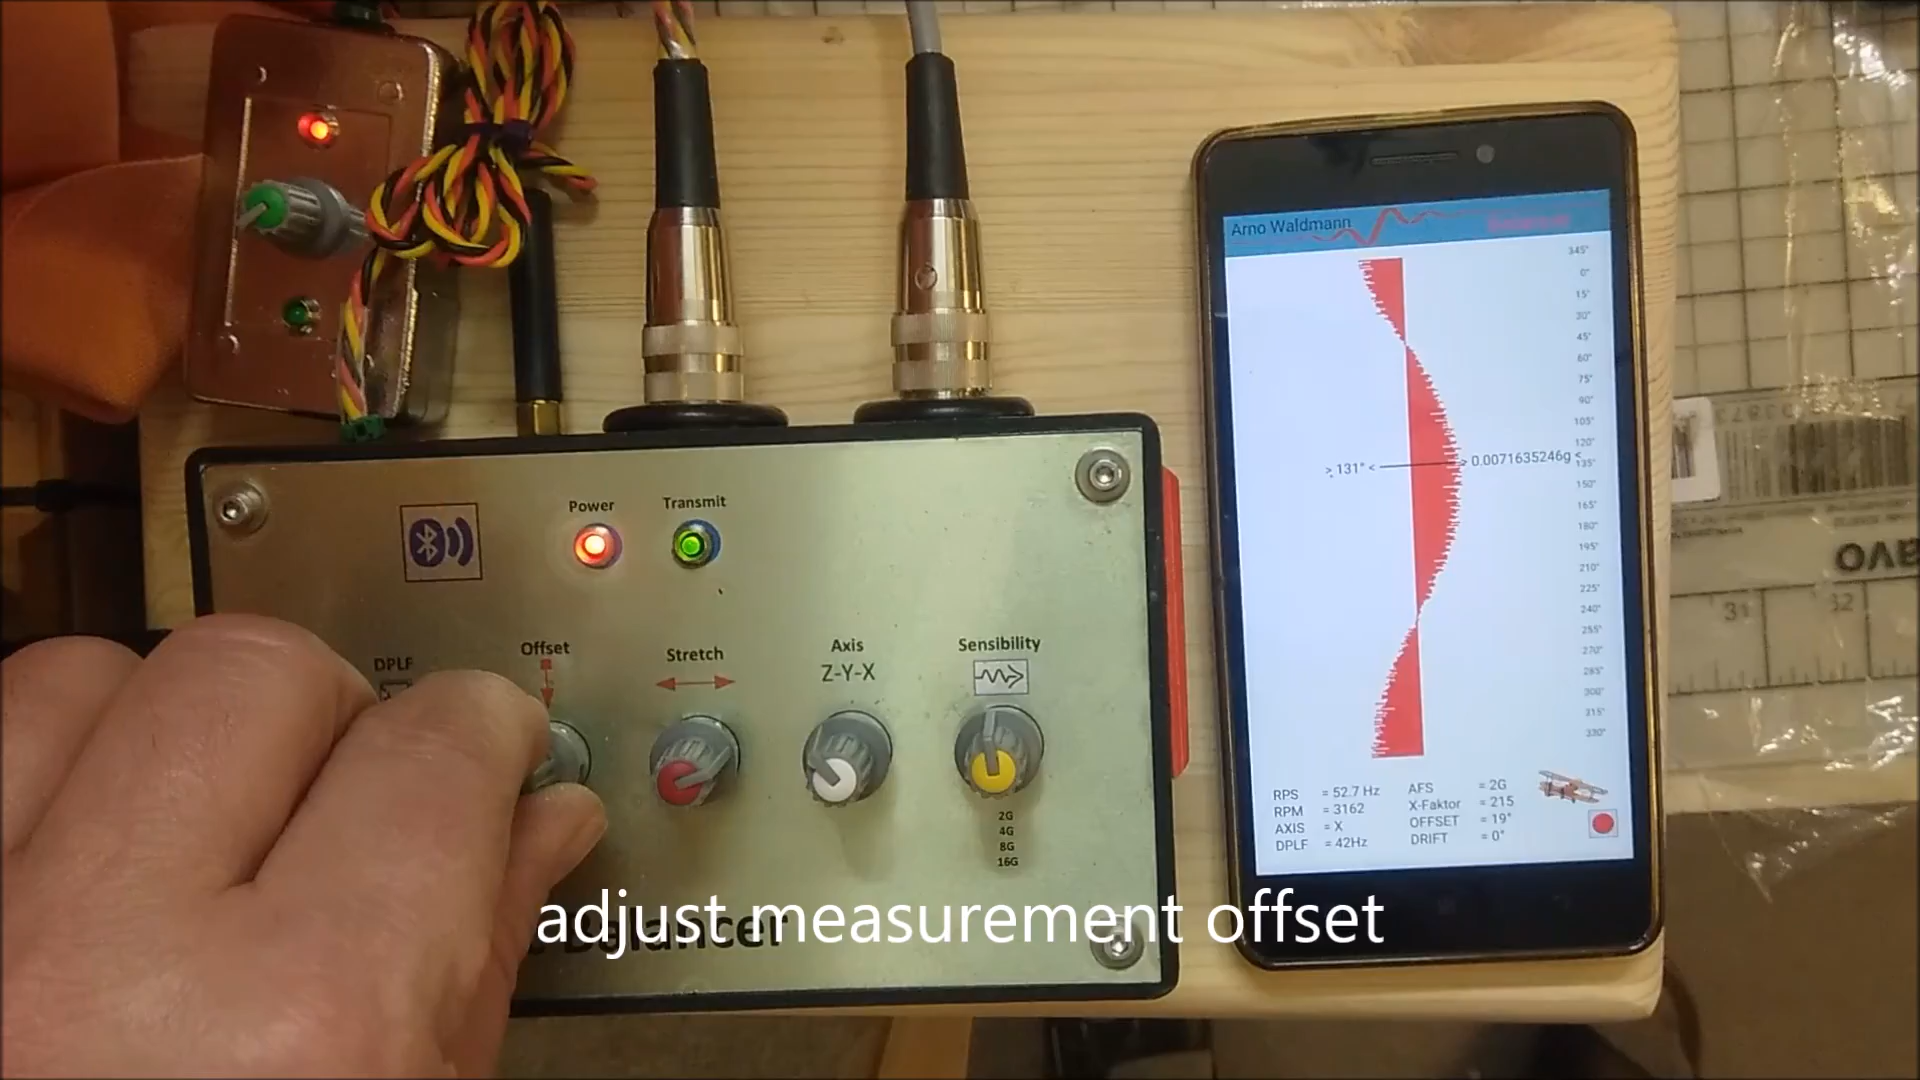 Arno Waldmann
345°
0°
15°
30°
45°
60°
75°
90°
105°
120°
135°
150°
165°
180°
195°
210°
225°
240°
255°
270°
285°
300°
315°
330°
> 131° <
> 0.0071635246g <
RPS = 52.7 Hz
RPM = 3162
AXIS = X
DPLF = 42Hz
AFS = 2G
X-Faktor = 215
OFFSET = 19°
DRIFT = 0°
Power
Transmit
DPLF
Offset
Stretch
Axis
Z-Y-X
Sensibility
2G
4G
8G
16G
Balancer
adjust measurement offset
31
32